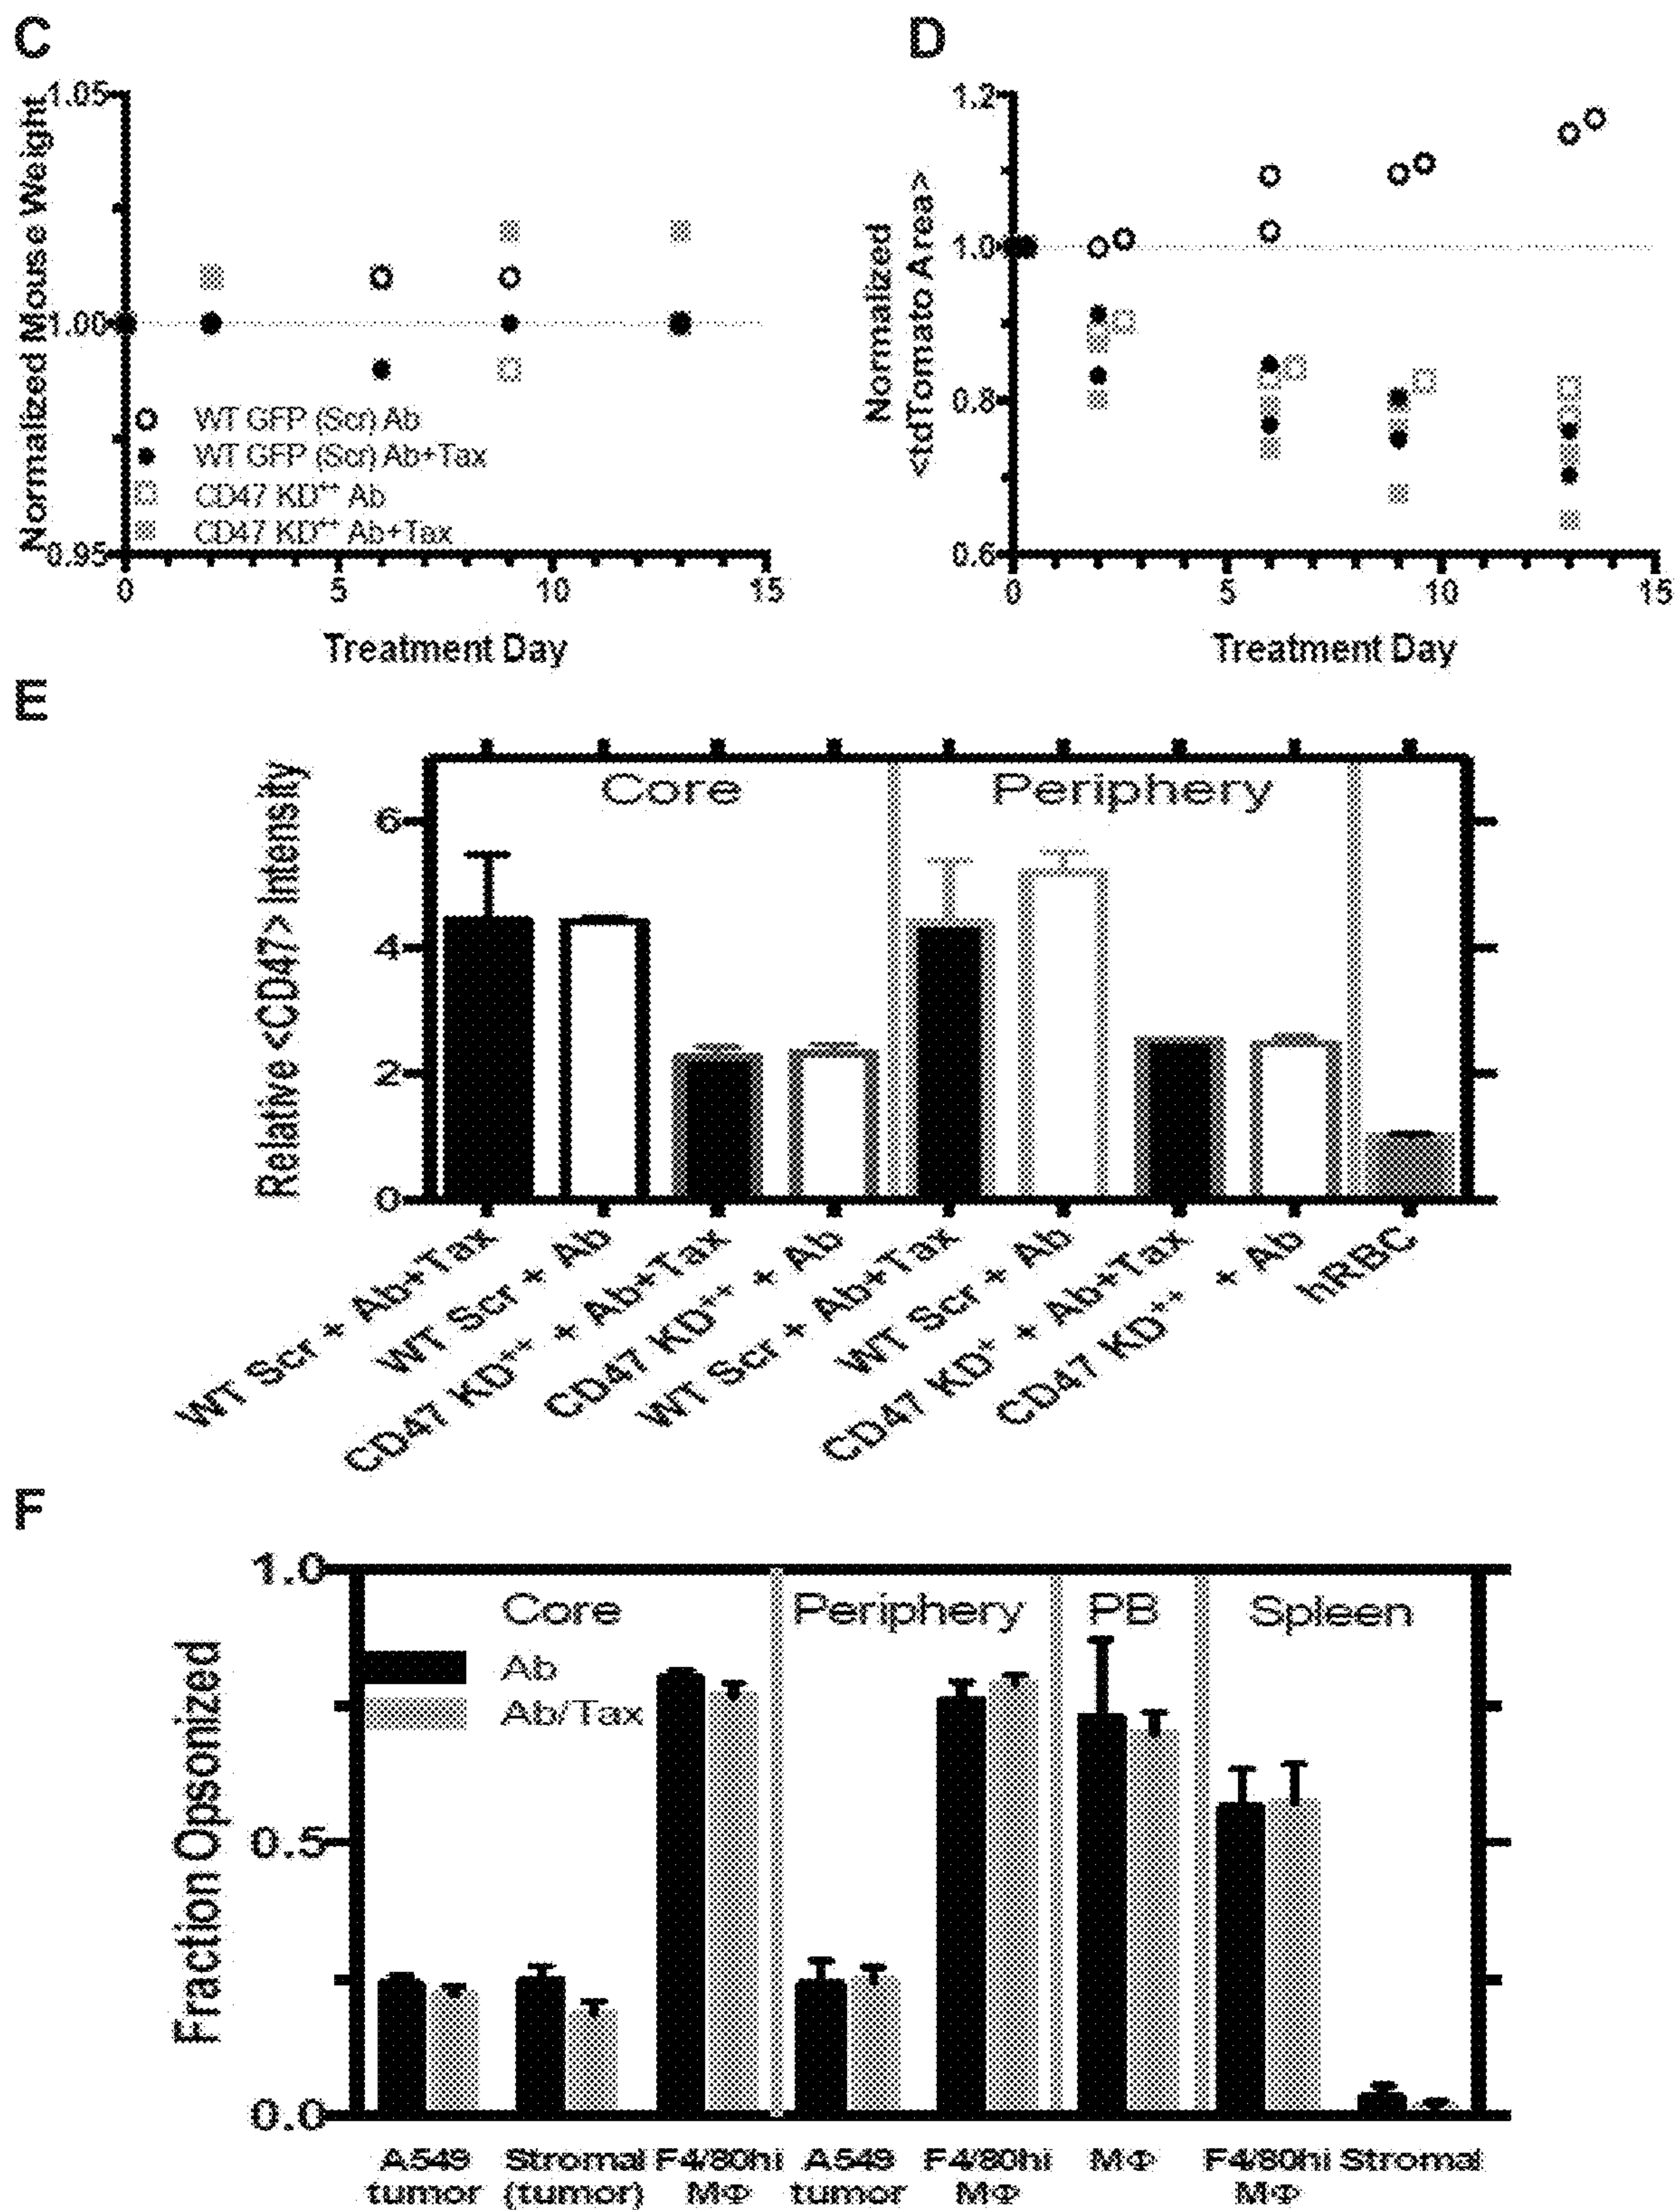 C
Normalized Mouse Weight
1.05
1.00
0.95
WT GFP (Scr) Ab
WT GFP (Scr) Ab+Tax
CD47 KD⁺⁺ Ab
CD47 KD⁺⁺ Ab+Tax
0 5 10 15
Treatment Day
D
Normalized
<tdTomato Area>
1.2
1.0
0.8
0.6
0 5 10 15
Treatment Day
E
Relative <CD47> Intensity
Core Periphery
6
4
2
0
WT Scr + Ab+Tax
WT Scr + Ab
CD47 KD⁺⁺ + Ab+Tax
CD47 KD⁺⁺ + Ab
WT Scr + Ab+Tax
WT Scr + Ab
CD47 KD⁺ + Ab+Tax
CD47 KD⁺⁺ + Ab
hRBC
F
Fraction Opsonized
1.0
0.5
0.0
Core Periphery PB Spleen
Ab
Ab/Tax
A549 Stromal F4/80hi A549 F4/80hi MΦ F4/80hi Stromal
tumor (tumor) MΦ tumor MΦ MΦ